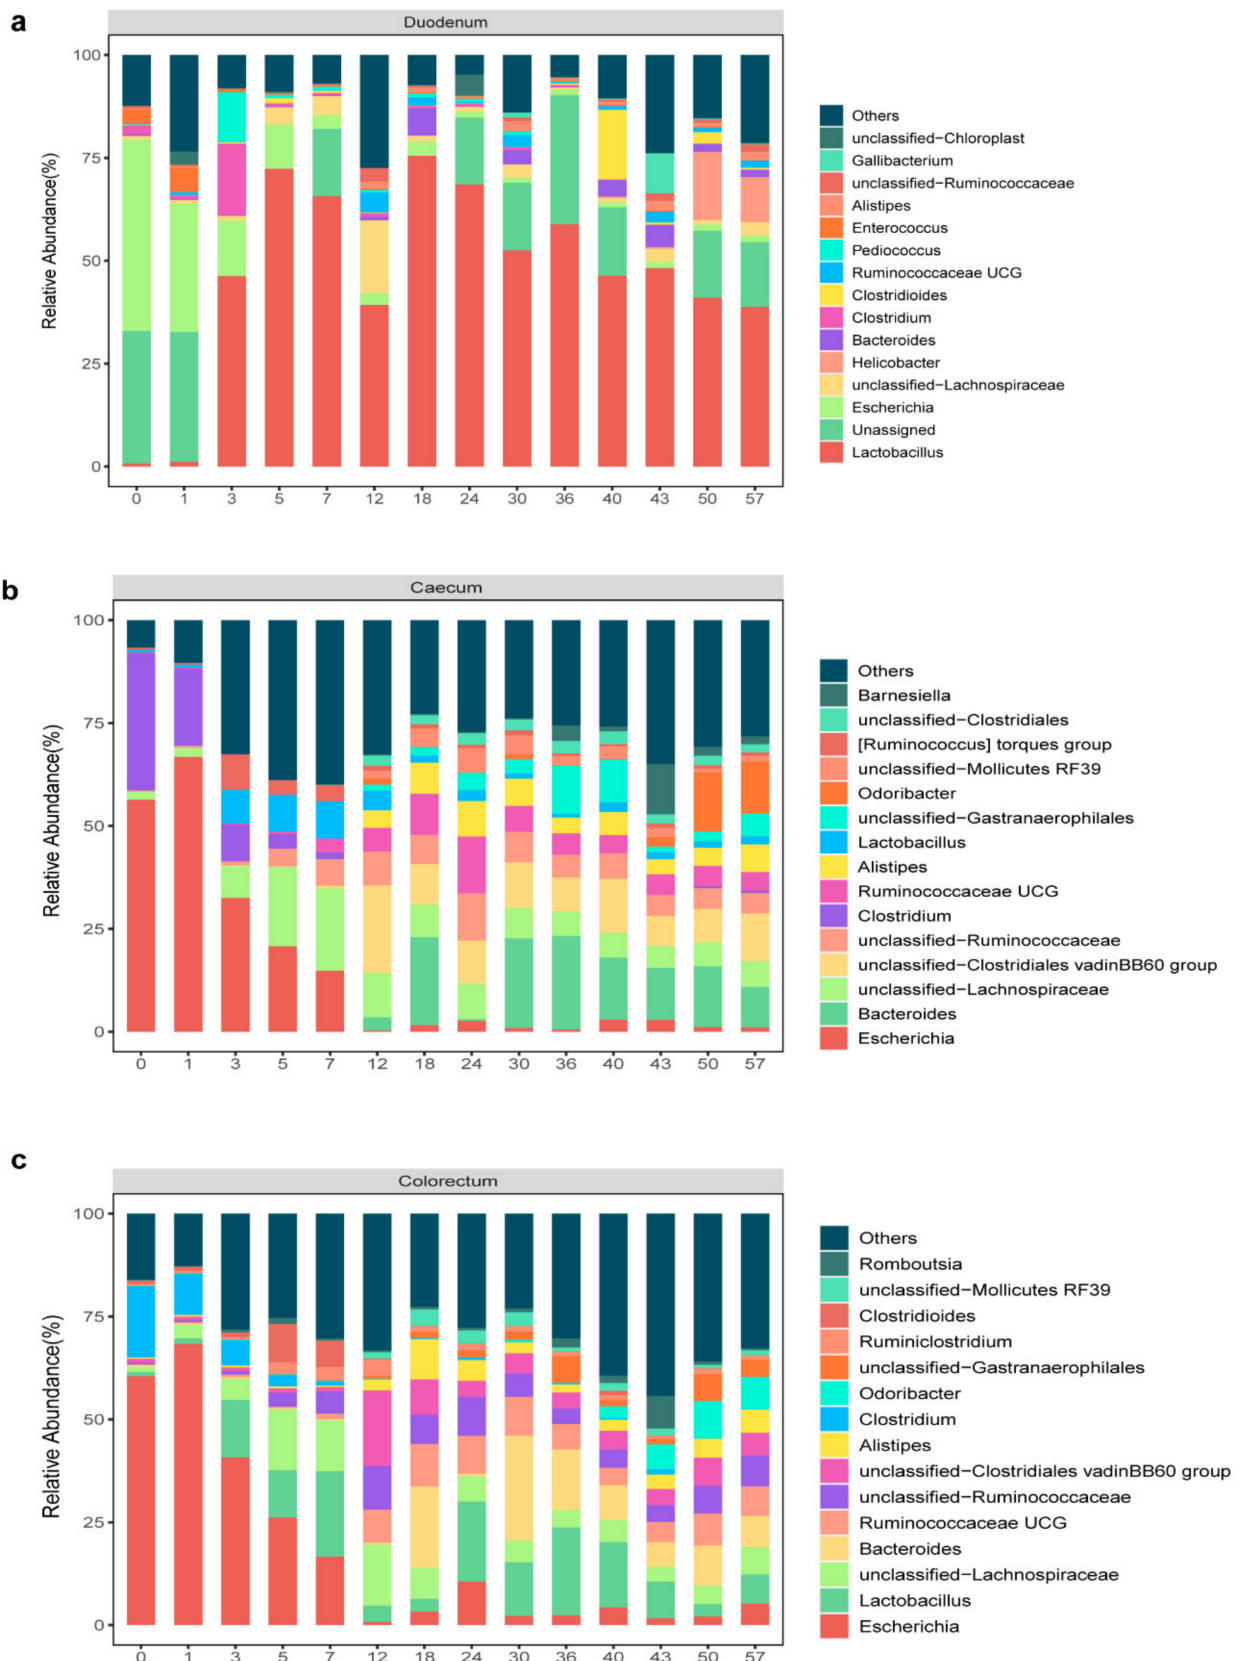 a
Duodenum
Relative Abundance(%)
100
75
50
25
0
0 1 3 5 7 12 18 24 30 36 40 43 50 57
Others
unclassified-Chloroplast
Gallibacterium
unclassified-Ruminococcaceae
Alistipes
Enterococcus
Pediococcus
Ruminococcaceae UCG
Clostridioides
Clostridium
Bacteroides
Helicobacter
unclassified-Lachnospiraceae
Escherichia
Unassigned
Lactobacillus
b
Caecum
Relative Abundance(%)
100
75
50
25
0
0 1 3 5 7 12 18 24 30 36 40 43 50 57
Others
Barnesiella
unclassified-Clostridiales
[Ruminococcus] torques group
unclassified-Mollicutes RF39
Odoribacter
unclassified-Gastranaerophilales
Lactobacillus
Alistipes
Ruminococcaceae UCG
Clostridium
unclassified-Ruminococcaceae
unclassified-Clostridiales vadinBB60 group
unclassified-Lachnospiraceae
Bacteroides
Escherichia
c
Colorectum
Relative Abundance(%)
100
75
50
25
0
0 1 3 5 7 12 18 24 30 36 40 43 50 57
Others
Romboutsia
unclassified-Mollicutes RF39
Clostridioides
Ruminiclostridium
unclassified-Gastranaerophilales
Odoribacter
Clostridium
Alistipes
unclassified-Clostridiales vadinBB60 group
unclassified-Ruminococcaceae
Ruminococcaceae UCG
Bacteroides
unclassified-Lachnospiraceae
Lactobacillus
Escherichia